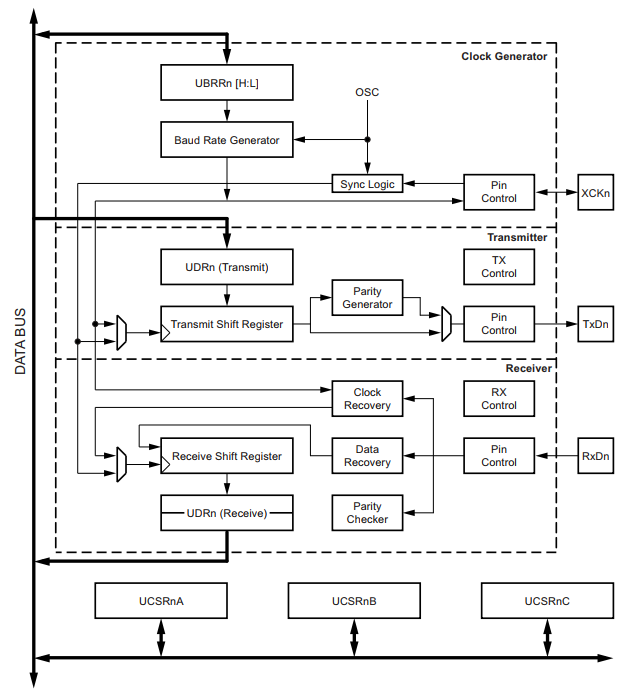 Clock Generator
UBRRn [H:L]
OSC
Baud Rate Generator
Sync Logic
Pin
Control
XCKn
Transmitter
UDRn (Transmit)
TX
Control
Parity
Generator
Transmit Shift Register
Pin
Control
TxDn
DATA BUS
Receiver
Clock
Recovery
RX
Control
Receive Shift Register
Data
Recovery
Pin
Control
RxDn
UDRn (Receive)
Parity
Checker
UCSRnA
UCSRnB
UCSRnC